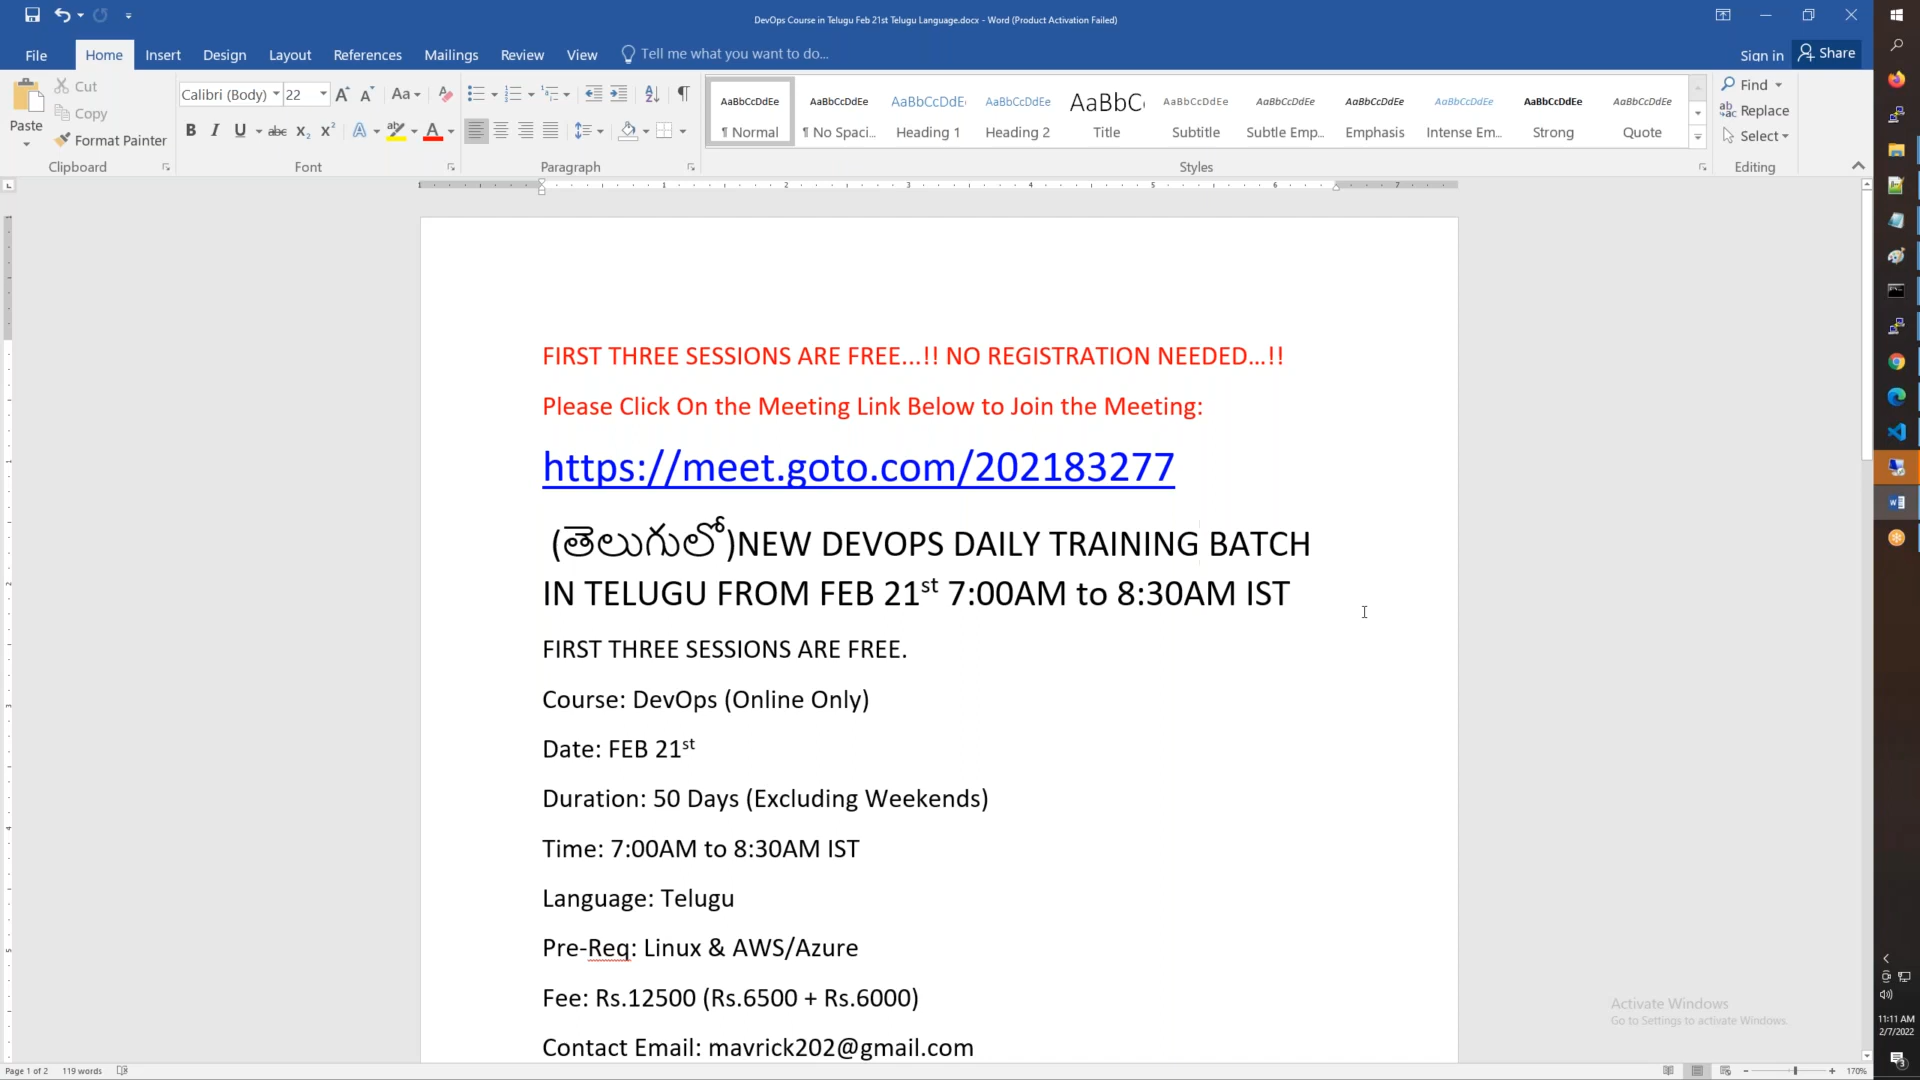 DevOps Course in Telugu Feb 21st Telugu Language.docx - Word (Product Activation Failed)
File Home Insert Design Layout References Mailings Review View Tell me what you want to do... Sign in Share
Paste Cut Copy Format Painter
Calibri (Body) 22
AaBbCcDdEe AaBbCcDdEe AaBbCcDdE AaBbCcDdEe AaBbC AaBbCcDdEe AaBbCcDdEe AaBbCcDdEe AaBbCcDdEe AaBbCcDdEe AaBbCcDdEe
¶ Normal ¶ No Spaci... Heading 1 Heading 2 Title Subtitle Subtle Emp... Emphasis Intense Em... Strong Quote
Find Replace Select
Clipboard Font Paragraph Styles Editing
1 1 2 3 4 5 6 7
FIRST THREE SESSIONS ARE FREE...!! NO REGISTRATION NEEDED...!!
Please Click On the Meeting Link Below to Join the Meeting:
https://meet.goto.com/202183277
(తెలుగులో)NEW DEVOPS DAILY TRAINING BATCH
IN TELUGU FROM FEB 21st 7:00AM to 8:30AM IST
FIRST THREE SESSIONS ARE FREE.
Course: DevOps (Online Only)
Date: FEB 21st
Duration: 50 Days (Excluding Weekends)
Time: 7:00AM to 8:30AM IST
Language: Telugu
Pre-Req: Linux & AWS/Azure
Fee: Rs.12500 (Rs.6500 + Rs.6000)
Contact Email: mavrick202@gmail.com
Activate Windows
Go to Settings to activate Windows.
11:11 AM
2/7/2022
Page 1 of 2 119 words 170%